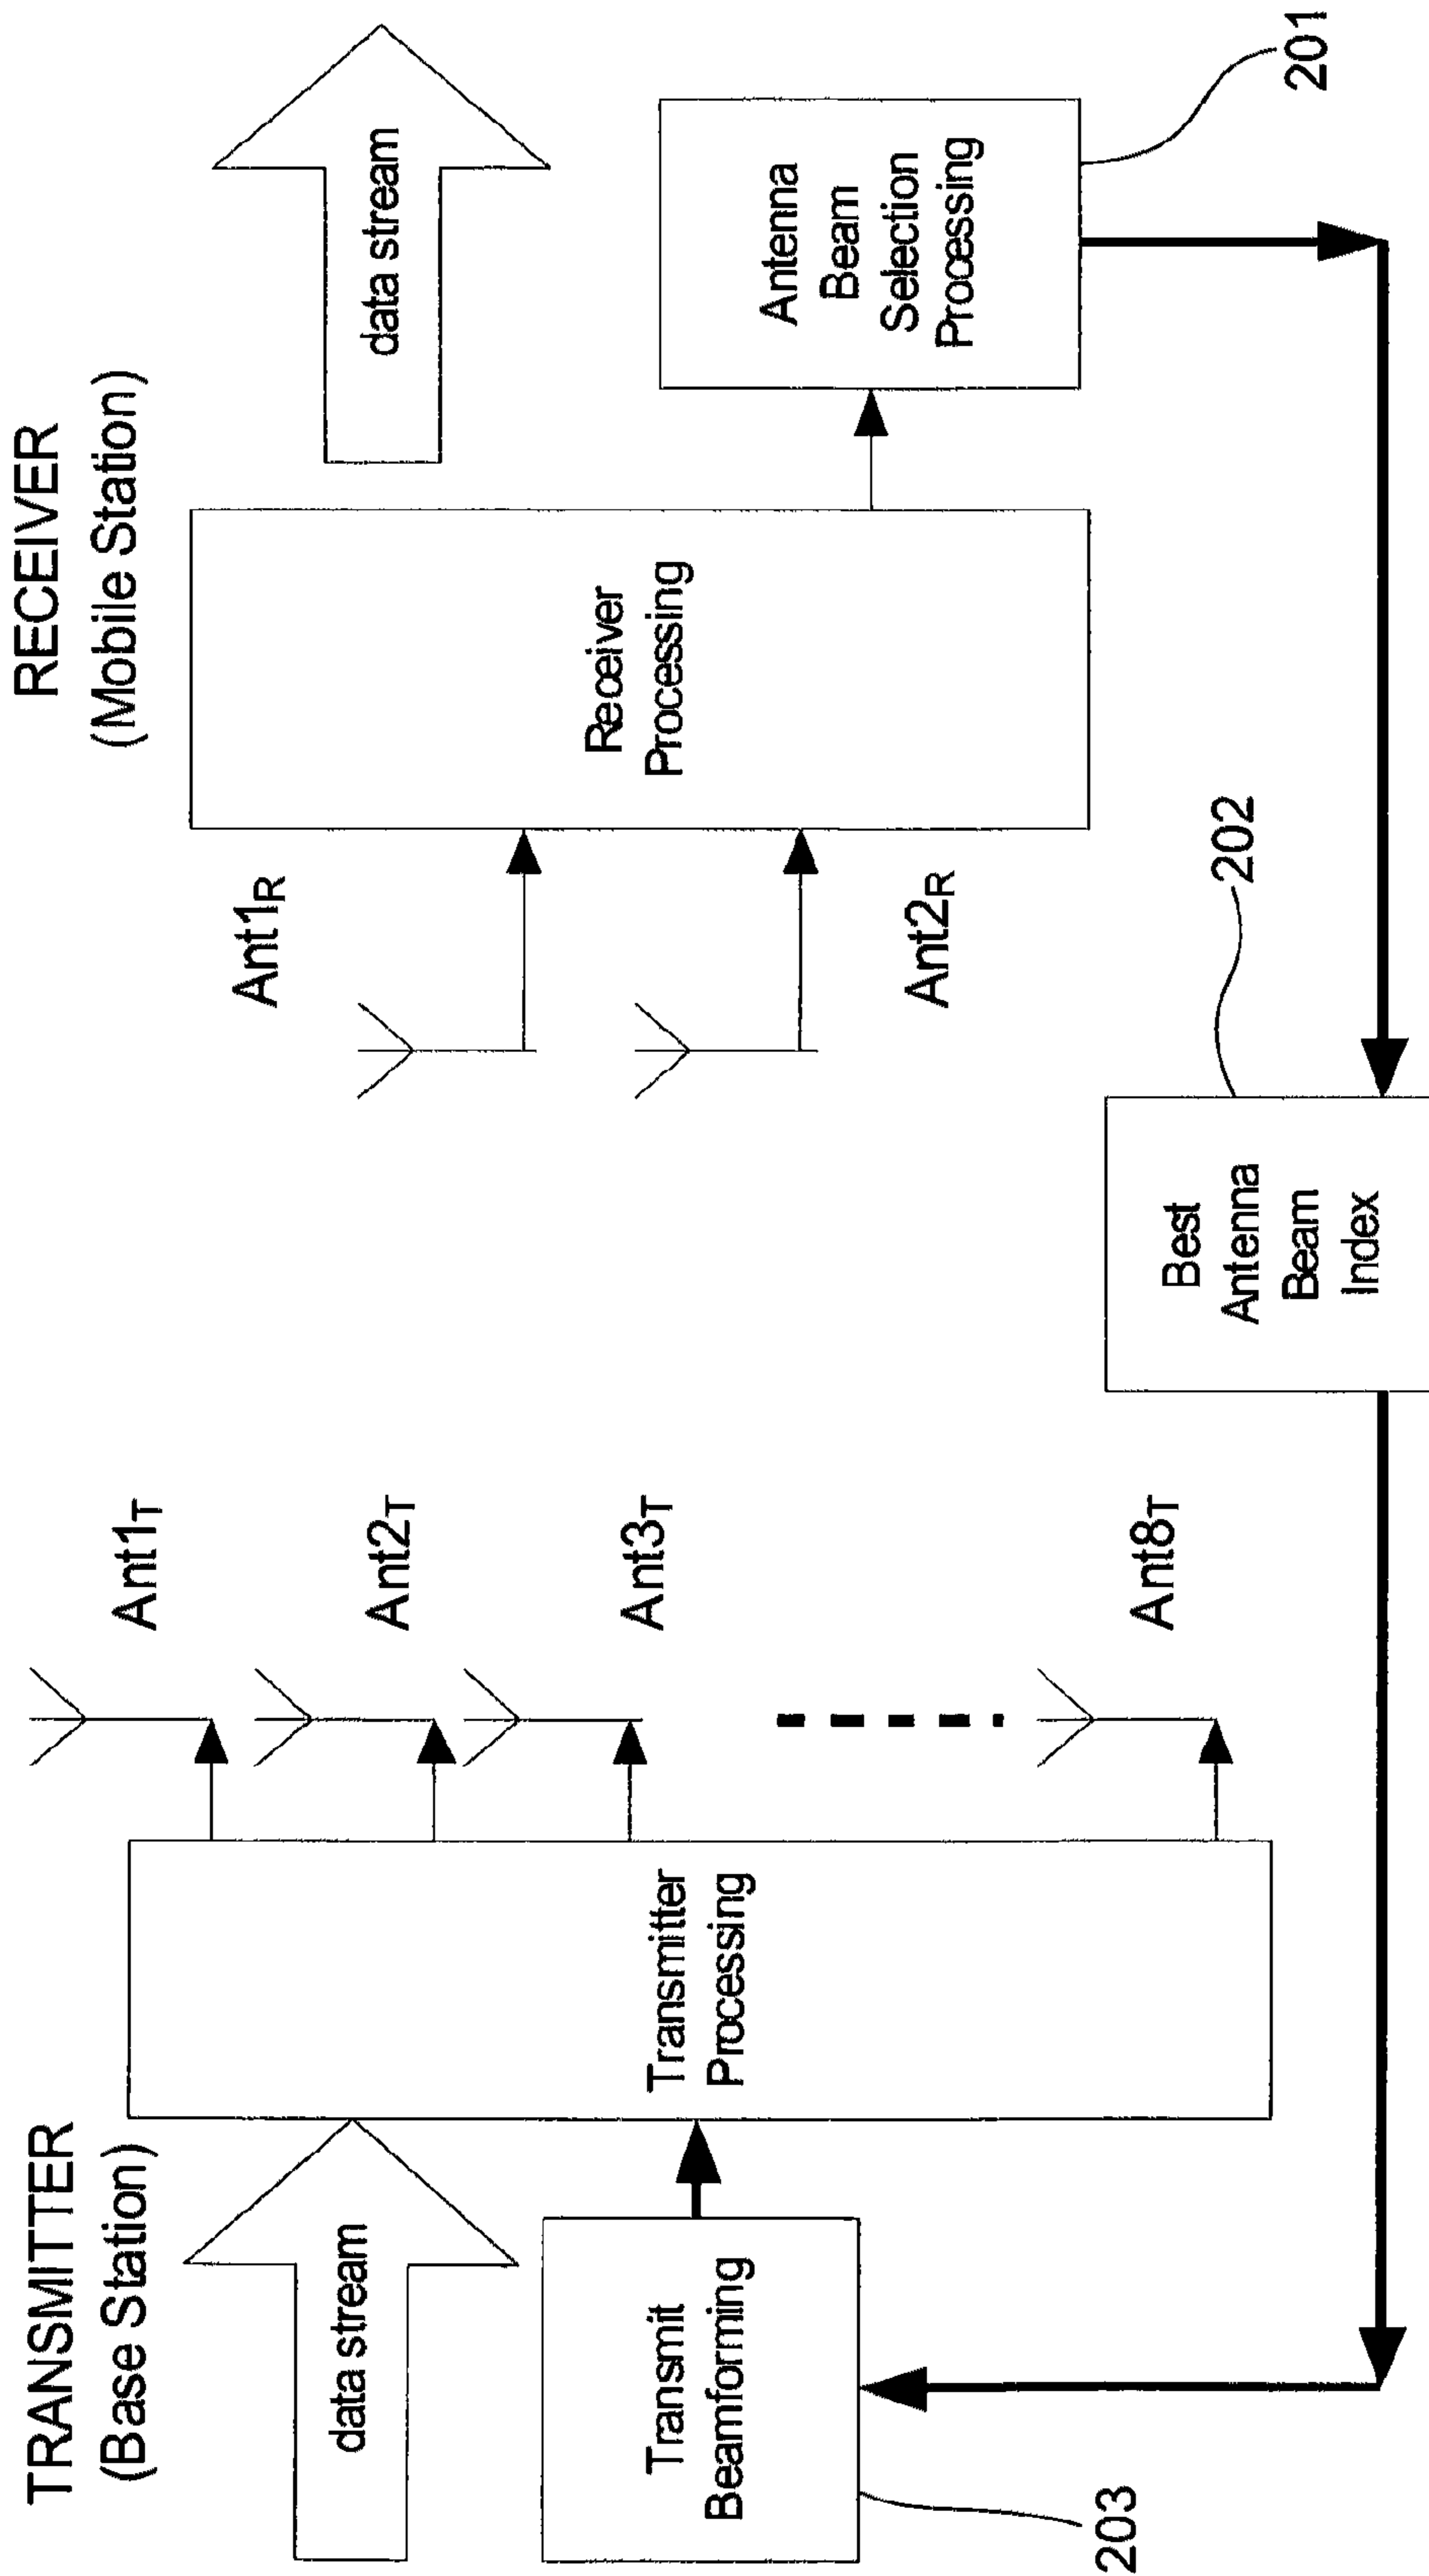 TRANSMITTER
(Base Station)
RECEIVER
(Mobile Station)
data stream
Transmit
Beamforming
203
Transmitter
Processing
Ant1T
Ant2T
Ant3T
Ant8T
Best
Antenna
Beam
Index
202
Ant1R
Ant2R
Receiver
Processing
data stream
Antenna
Beam
Selection
Processing
201